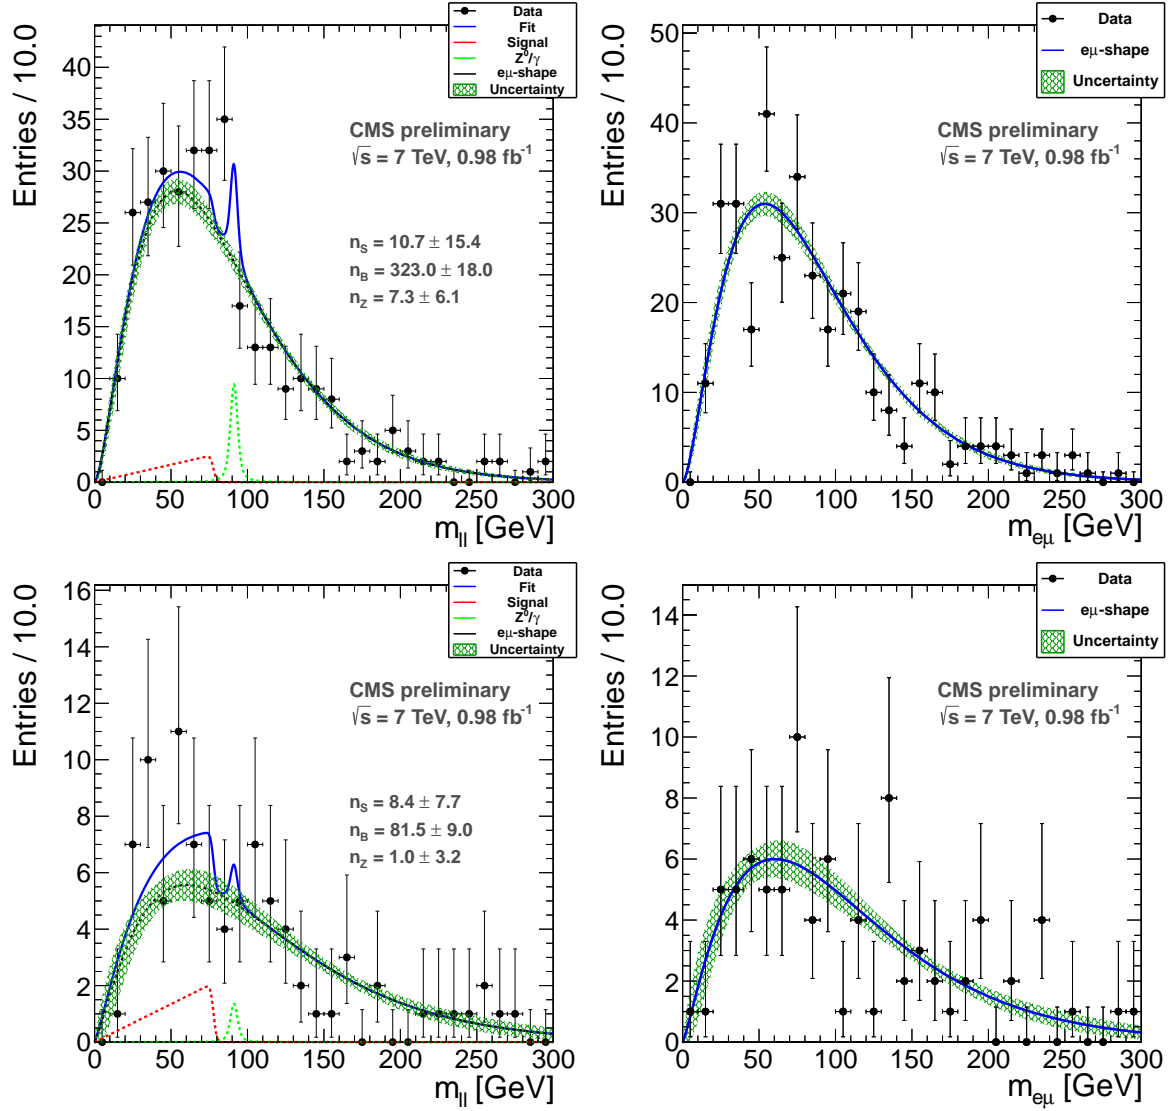 Data
Fit
Signal
Z⁰/γ
eμ-shape
Uncertainty
Entries / 10.0
40
35
30
25
20
15
10
5
0
CMS preliminary
√s = 7 TeV, 0.98 fb⁻¹
n_S = 10.7 ± 15.4
n_B = 323.0 ± 18.0
n_Z = 7.3 ± 6.1
0 50 100 150 200 250 300
m_ll [GeV]
Data
eμ-shape
Uncertainty
Entries / 10.0
50
40
30
20
10
0
CMS preliminary
√s = 7 TeV, 0.98 fb⁻¹
0 50 100 150 200 250 300
m_eμ [GeV]
Data
Fit
Signal
Z⁰/γ
eμ-shape
Uncertainty
Entries / 10.0
16
14
12
10
8
6
4
2
0
CMS preliminary
√s = 7 TeV, 0.98 fb⁻¹
n_S = 8.4 ± 7.7
n_B = 81.5 ± 9.0
n_Z = 1.0 ± 3.2
0 50 100 150 200 250 300
m_ll [GeV]
Data
eμ-shape
Uncertainty
Entries / 10.0
14
12
10
8
6
4
2
0
CMS preliminary
√s = 7 TeV, 0.98 fb⁻¹
0 50 100 150 200 250 300
m_eμ [GeV]